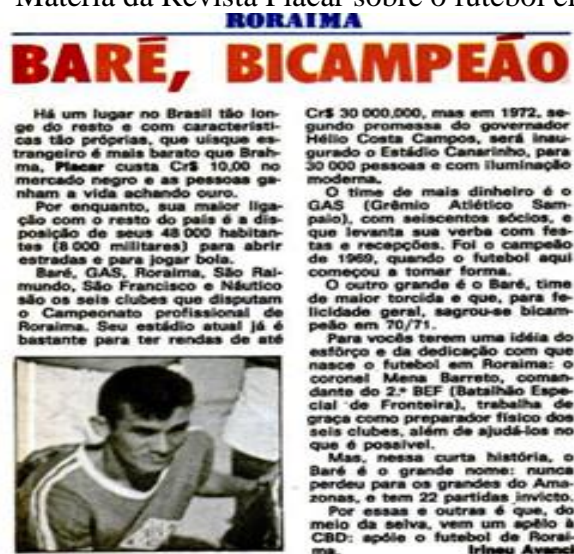 Matéria da Revista Placar sobre o futebol e
RORAIMA
BARÉ, BICAMPEÃO
Há um lugar no Brasil tão lon-
ge do resto e com característi-
cas tão próprias, que uísque es-
trangeiro é mais barato que Brah-
ma, Placar custa Cr$ 10,00 no
mercado negro e as pessoas ga-
nham a vida achando ouro.
Por enquanto, sua maior liga-
ção com o resto do país é a dis-
posição de seus 48 000 habitan-
tes (8 000 militares) para abrir
estradas e para jogar bola.
Baré, GAS, Roraima, São Rai-
mundo, São Francisco e Náutico
são os seis clubes que disputam
o Campeonato profissional de
Roraima. Seu estádio atual já é
bastante para ter rendas de até
Cr$ 30 000,000, mas em 1972, se-
gundo promessa do governador
Hélio Costa Campos, será inau-
gurado o Estádio Canarinho, para
30 000 pessoas e com iluminação
moderna.
O time de mais dinheiro é o
GAS (Grêmio Atlético Sam-
paio), com seiscentos sócios, e
que levanta sua verba com fes-
tas e recepções. Foi o campeão
de 1969, quando o futebol aqui
começou a tomar forma.
O outro grande é o Baré, time
de maior torcida e que, para fe-
licidade geral, sagrou-se bicam-
peão em 70/71.
Para vocês terem uma idéia do
esfôrço e da dedicação com que
nasce o futebol em Roraima: o
coronel Mena Barreto, coman-
dante do 2.º BEF (Batalhão Espe-
cial de Fronteira), trabalha de
graça como preparador físico dos
seis clubes, além de ajudá-los no
que é possível.
Mas, nessa curta história, o
Baré é o grande nome: nunca
perdeu para os grandes do Ama-
zonas, e tem 22 partidas invicto.
Por essas e outras é que, do
meio da selva, vem um apêlo à
CBD: apóie o futebol de Rorai-
ma. Irineu